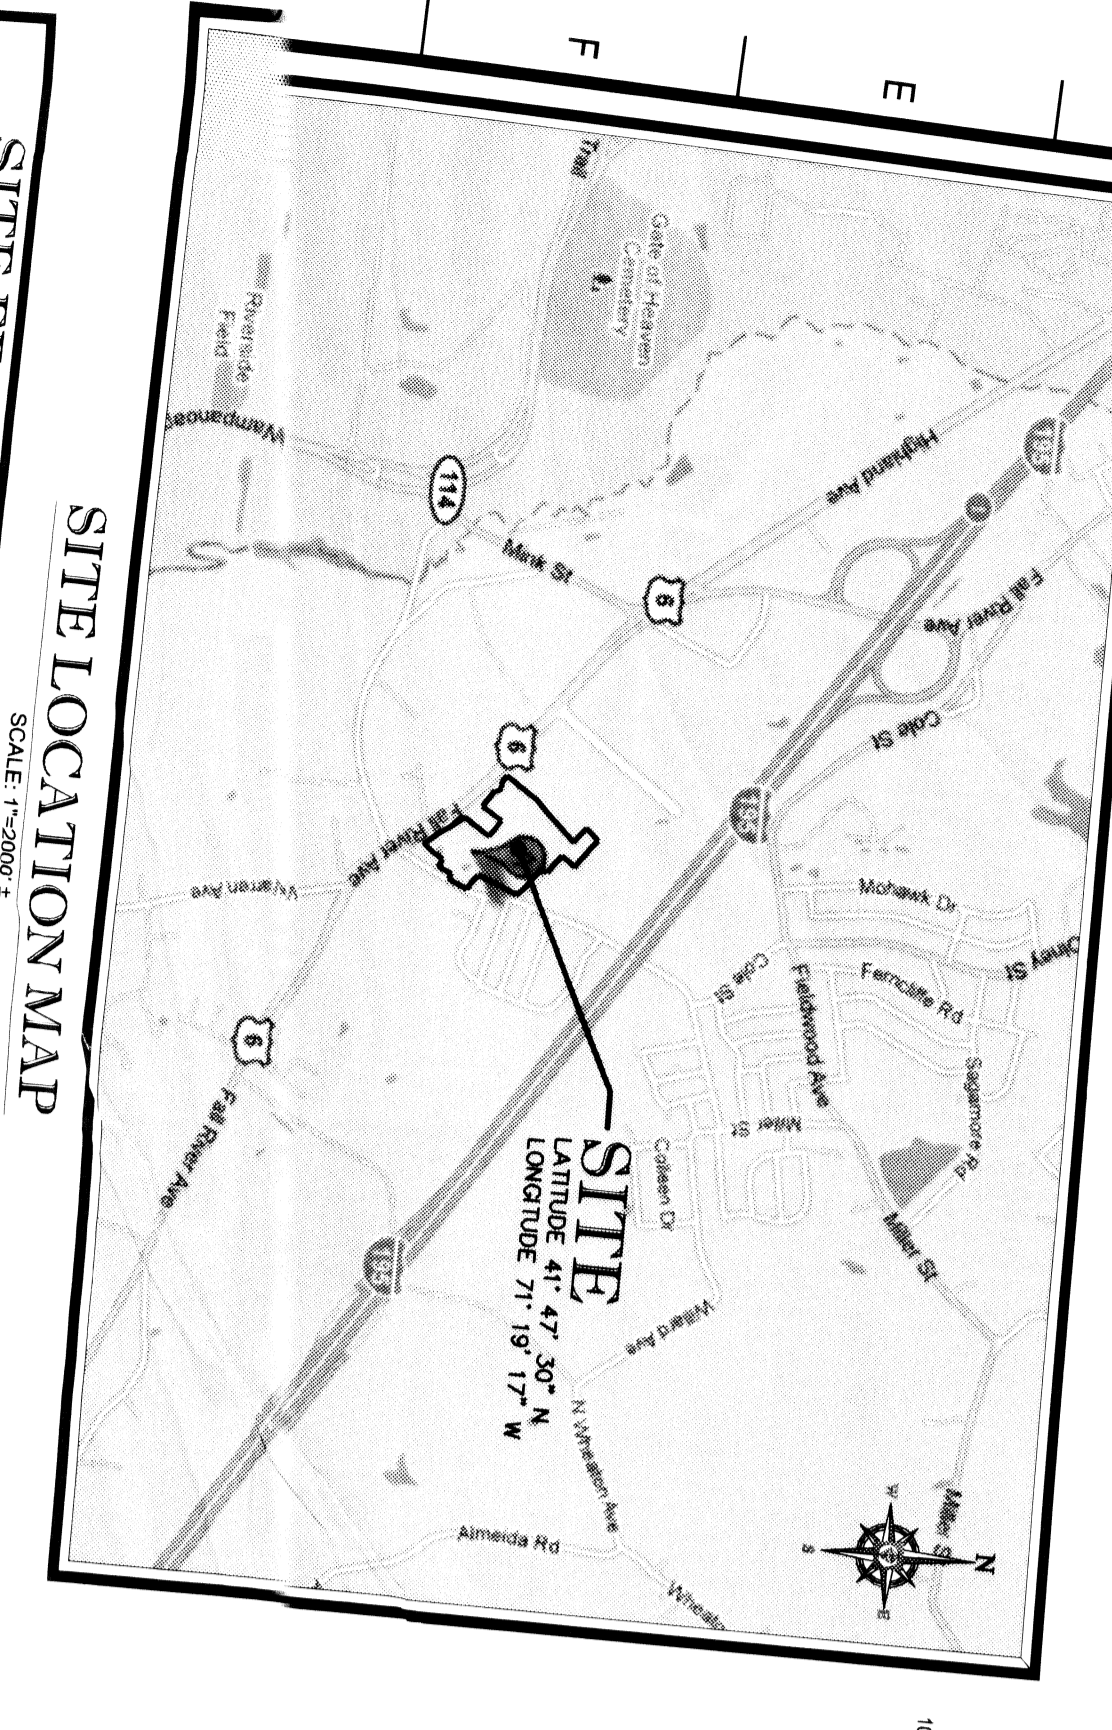 F
E
Trail
Gate of Heaven
Cemetery
Riverside
Field
Wampanoag
114
Mink St
6
Highland Ave
195
1
Fall River Ave
Cole St
6
195
Fall River Ave
Warren Ave
Mohawk Dr
Olney St
Ferncliffe Rd
Cole St
Fieldwood Ave
Sagamore Rd
Miller St
Colleen Dr
6
Fall River Ave
SITE
LATITUDE 41° 47' 30" N
LONGITUDE 71° 19' 17" W
Miller St
195
Willard Ave
N Wheaton Ave
Almeida Rd
Miller S
N
W
E
S
SITE LOCATION MAP
SCALE: 1"=2000'±